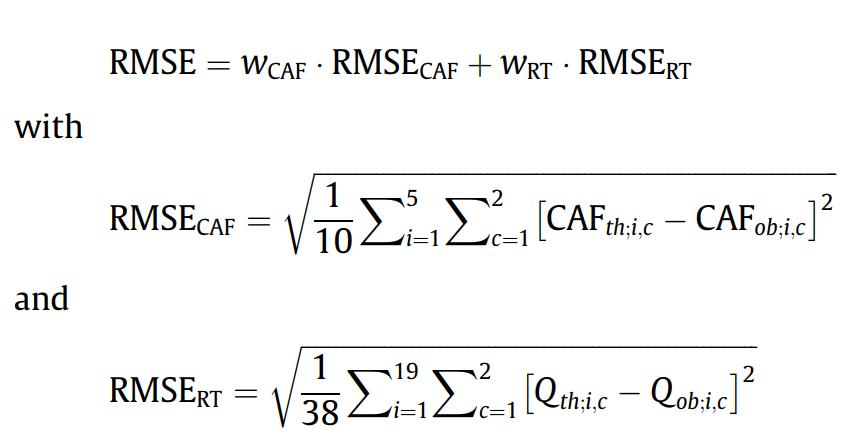 RMSE = w_CAF · RMSE_CAF + w_RT · RMSE_RT
with
RMSE_CAF = √(1/10 ∑_{i=1}^{5} ∑_{c=1}^{2} [CAF_{th;i,c} − CAF_{ob;i,c}]^2)
and
RMSE_RT = √(1/38 ∑_{i=1}^{19} ∑_{c=1}^{2} [Q_{th;i,c} − Q_{ob;i,c}]^2)